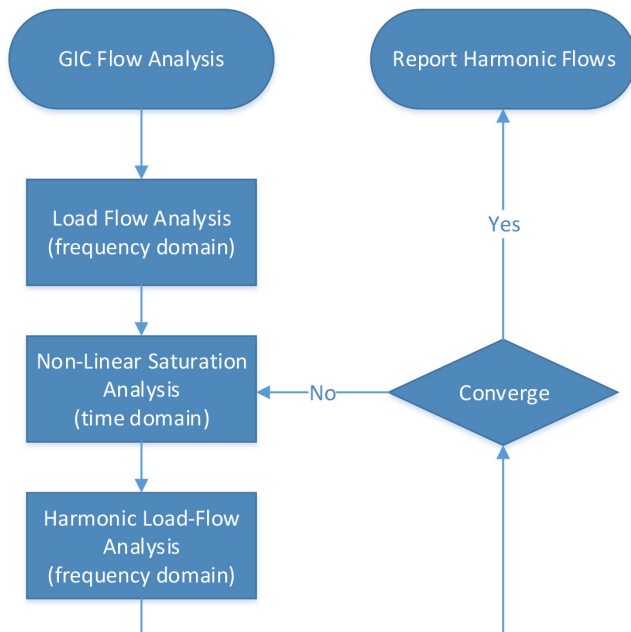 GIC Flow Analysis
Report Harmonic Flows
Load Flow Analysis
(frequency domain)
Yes
Non-Linear Saturation
Analysis
(time domain)
No
Converge
Harmonic Load-Flow
Analysis
(frequency domain)